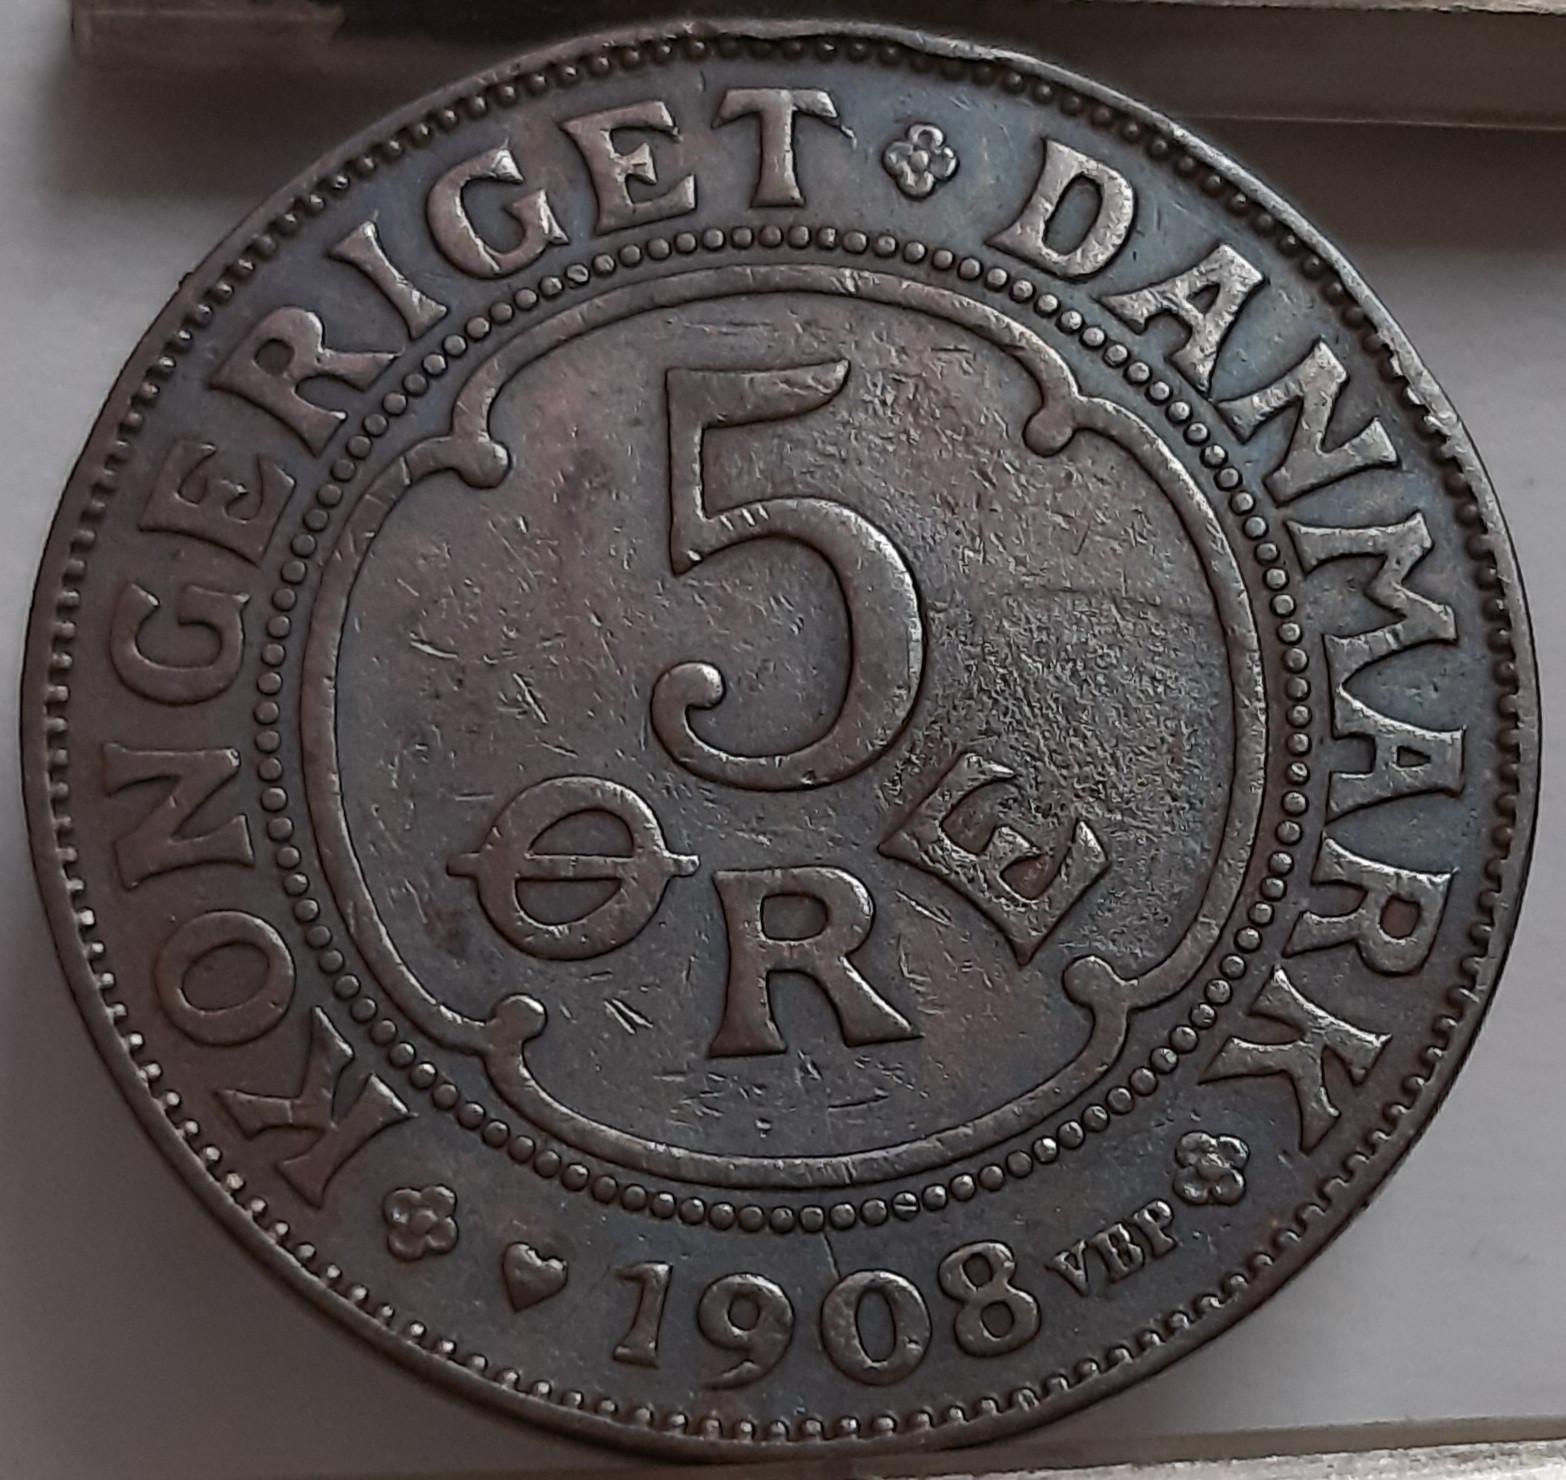 KONGERIGET DANMARK
5
ØRE
1908 VBP